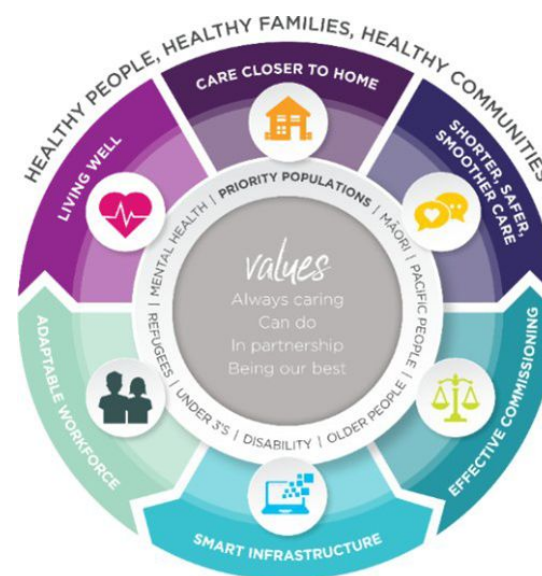 HEALTHY PEOPLE, HEALTHY FAMILIES, HEALTHY COMMUNITIES
CARE CLOSER TO HOME
SHORTER, SAFER,
SMOOTHER CARE
EFFECTIVE COMMISSIONING
SMART INFRASTRUCTURE
ADAPTABLE WORKFORCE
LIVING WELL
PRIORITY POPULATIONS | MĀORI | PACIFIC PEOPLE | OLDER PEOPLE | DISABILITY | UNDER 3'S | REFUGEES | MENTAL HEALTH |
values
Always caring
Can do
In partnership
Being our best